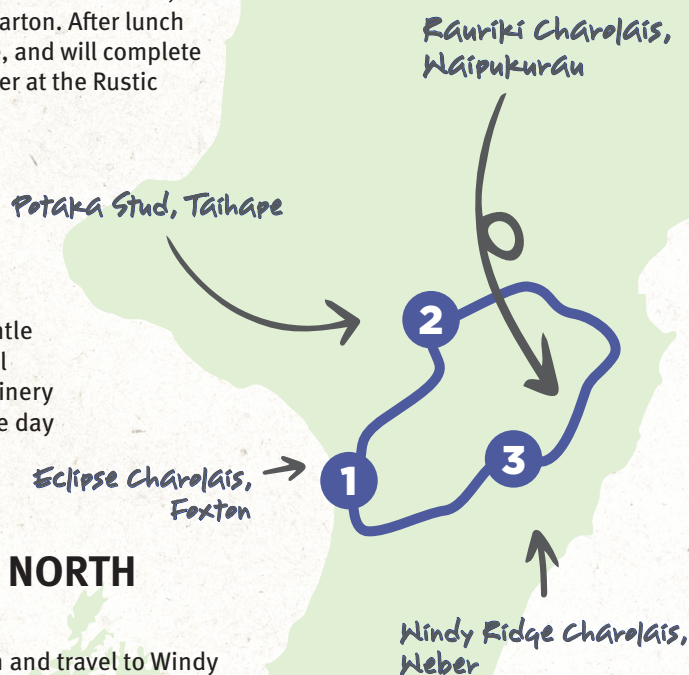 arton. After lunch
, and will complete
er at the Rustic
Rauriki Charolais,
Waipukurau
Potaka Stud, Taihape
2
ntle
l
inery
e day
3
1
Eclipse Charolais,
Foxton
NORTH
Windy Ridge Charolais,
Weber
n and travel to Windy